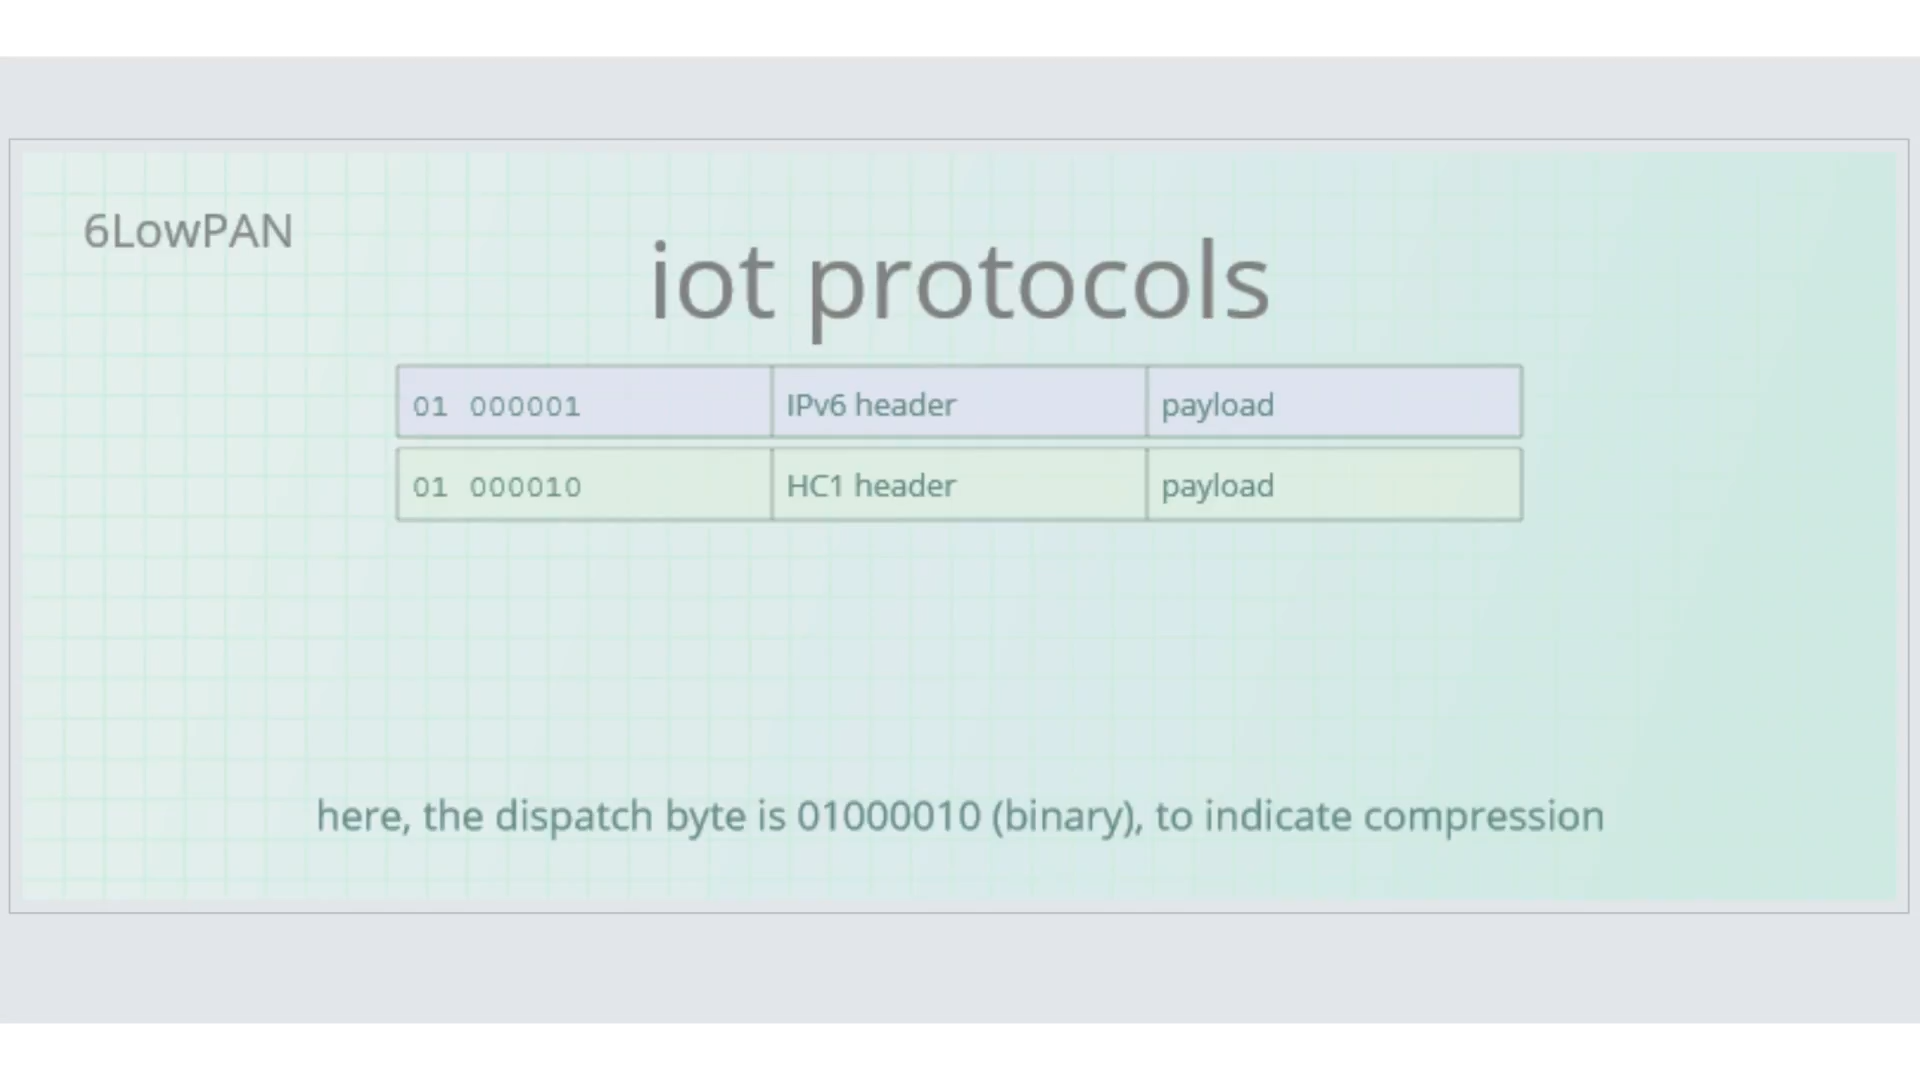 6LowPAN
iot protocols
01 000001 IPv6 header payload
01 000010 HC1 header payload
here, the dispatch byte is 01000010 (binary), to indicate compression